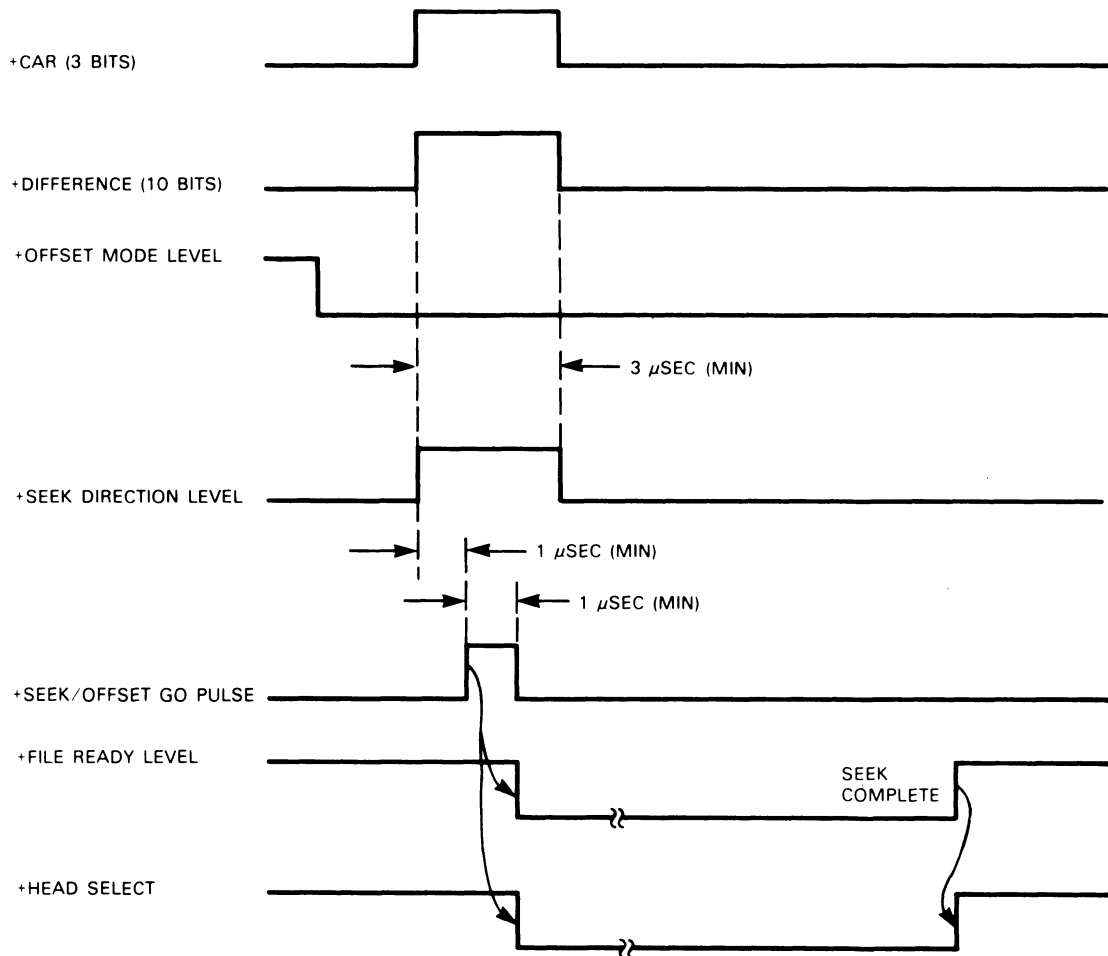 +CAR (3 BITS)
+DIFFERENCE (10 BITS)
+OFFSET MODE LEVEL
3 μSEC (MIN)
+SEEK DIRECTION LEVEL
1 μSEC (MIN)
1 μSEC (MIN)
+SEEK/OFFSET GO PULSE
+FILE READY LEVEL
SEEK
COMPLETE
+HEAD SELECT